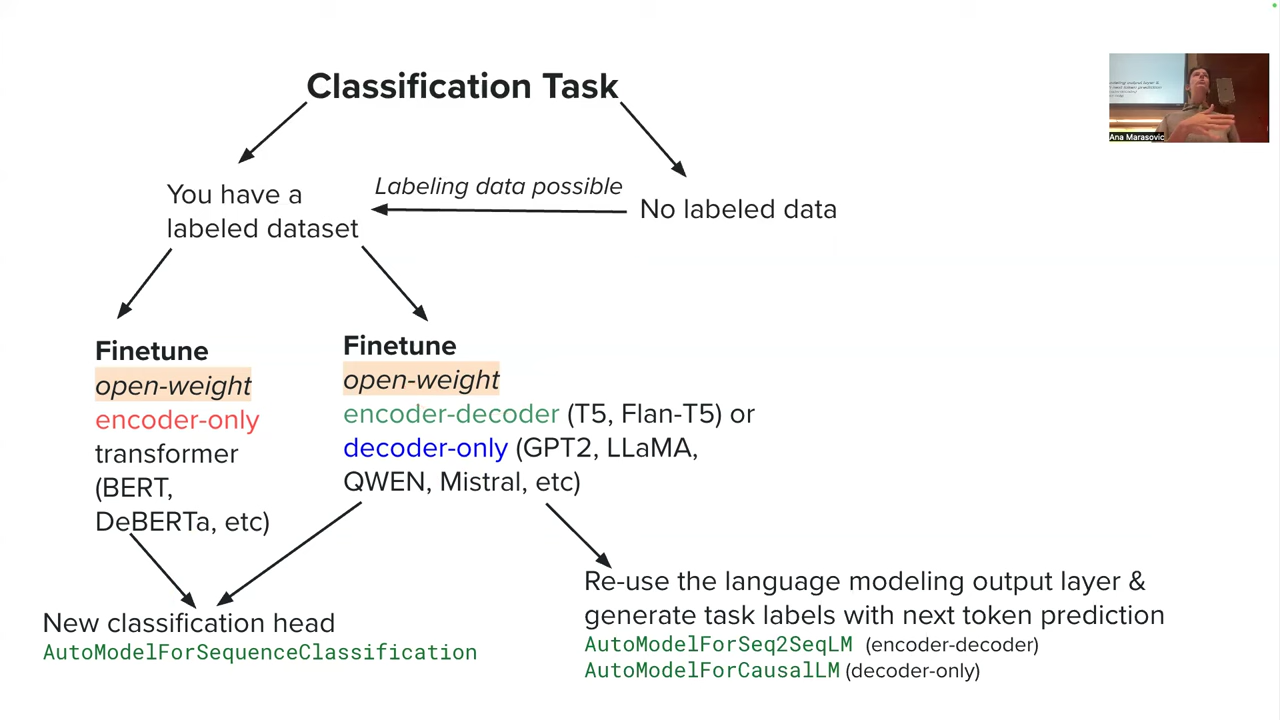 Classification Task
You have a
labeled dataset
Labeling data possible
No labeled data
Finetune
open-weight
encoder-only
transformer
(BERT,
DeBERTa, etc)
Finetune
open-weight
encoder-decoder (T5, Flan-T5) or
decoder-only (GPT2, LLaMA,
QWEN, Mistral, etc)
New classification head
AutoModelForSequenceClassification
Re-use the language modeling output layer &
generate task labels with next token prediction
AutoModelForSeq2SeqLM (encoder-decoder)
AutoModelForCausalLM (decoder-only)
Ana Marasovic